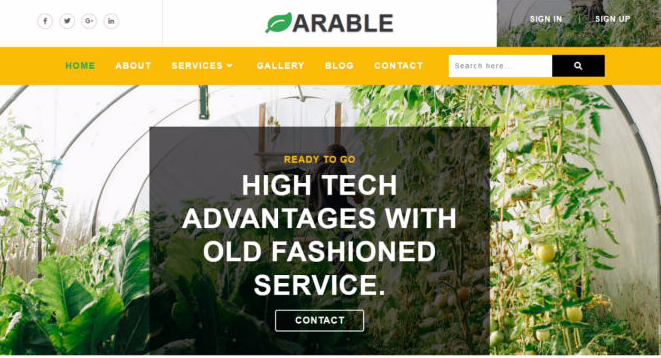 ARABLE
SIGN IN | SIGN UP
HOME ABOUT SERVICES GALLERY BLOG CONTACT Search here...
READY TO GO
HIGH TECH
ADVANTAGES WITH
OLD FASHIONED
SERVICE.
CONTACT